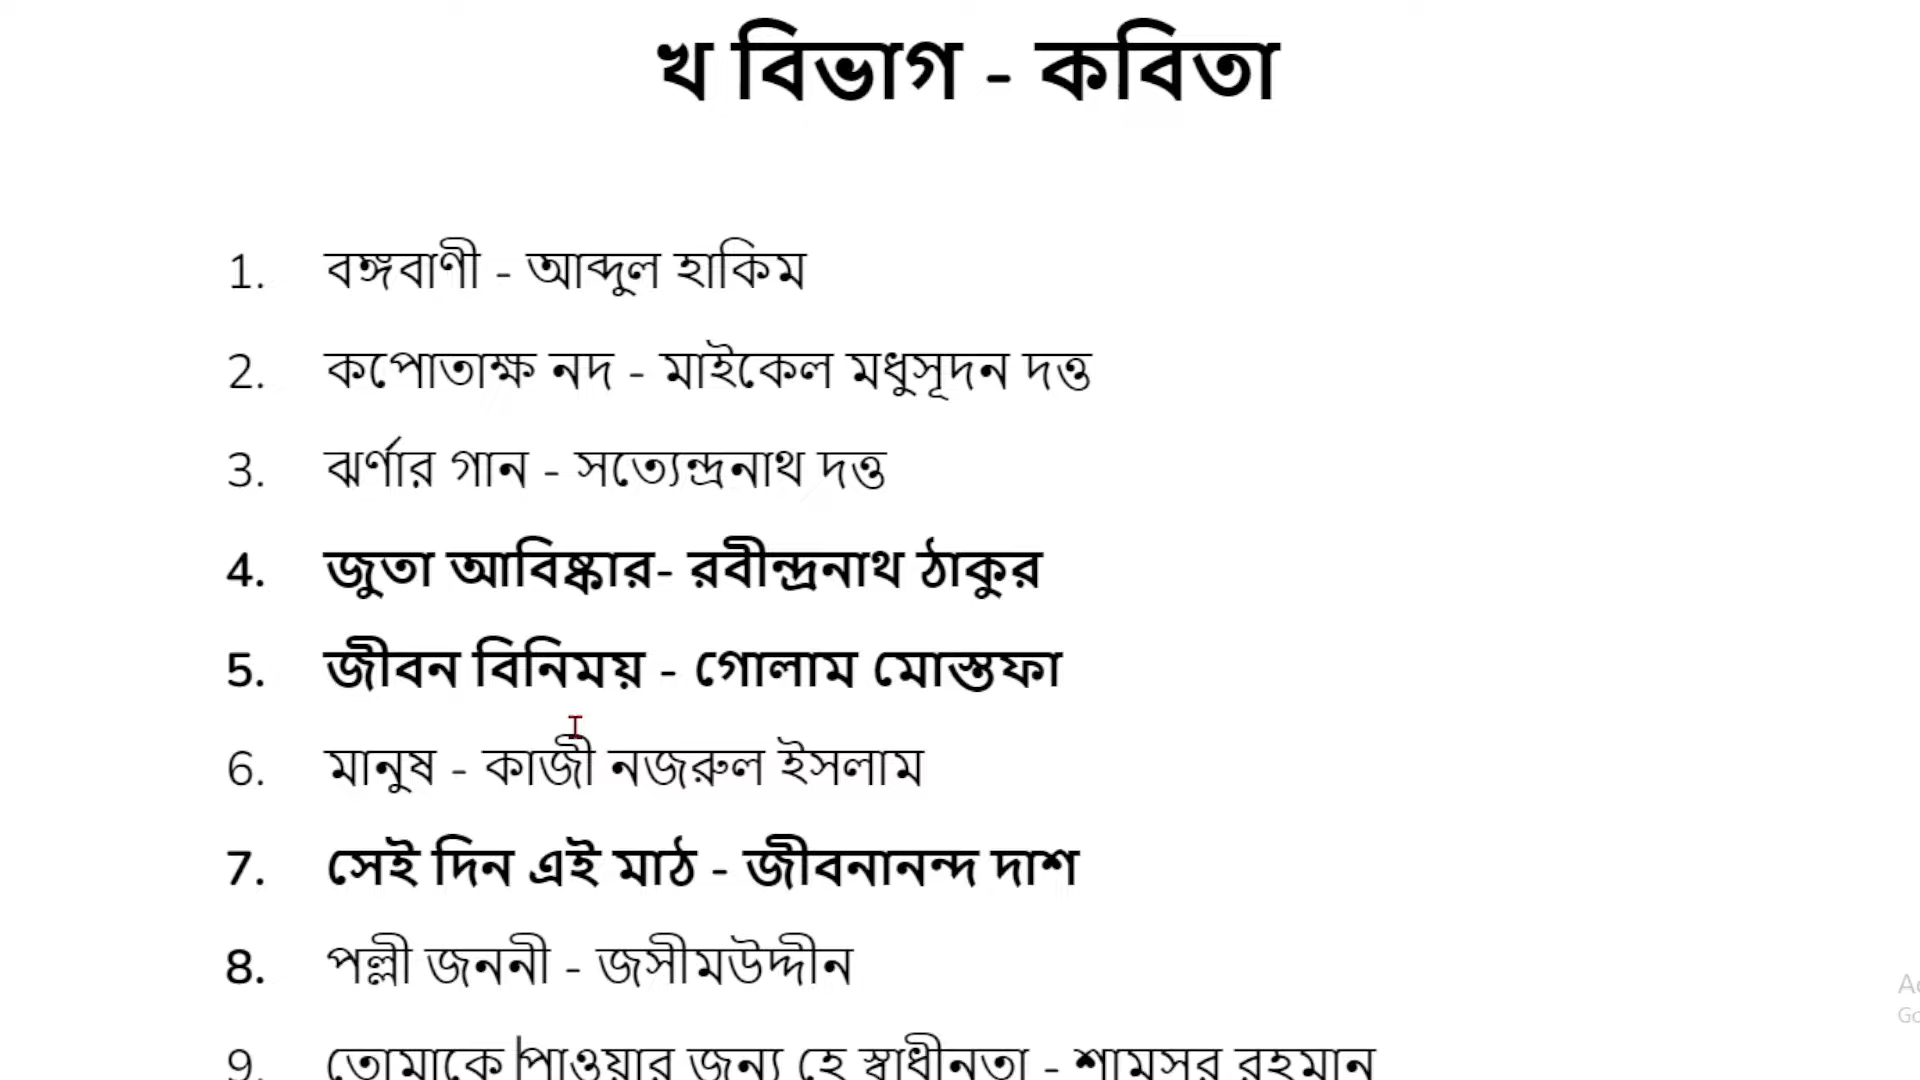 খ বিভাগ - কবিতা
1. বঙ্গবাণী - আব্দুল হাকিম
2. কপোতাক্ষ নদ - মাইকেল মধুসূদন দত্ত
3. ঝর্ণার গান - সত্যেন্দ্রনাথ দত্ত
4. জুতা আবিষ্কার- রবীন্দ্রনাথ ঠাকুর
5. জীবন বিনিময় - গোলাম মোস্তফা
6. মানুষ - কাজী নজরুল ইসলাম
7. সেই দিন এই মাঠ - জীবনানন্দ দাশ
8. পল্লী জননী - জসীমউদ্দীন
9. তোমাকে পাওয়ার জন্য হে স্বাধীনতা - শামসুর রহমান